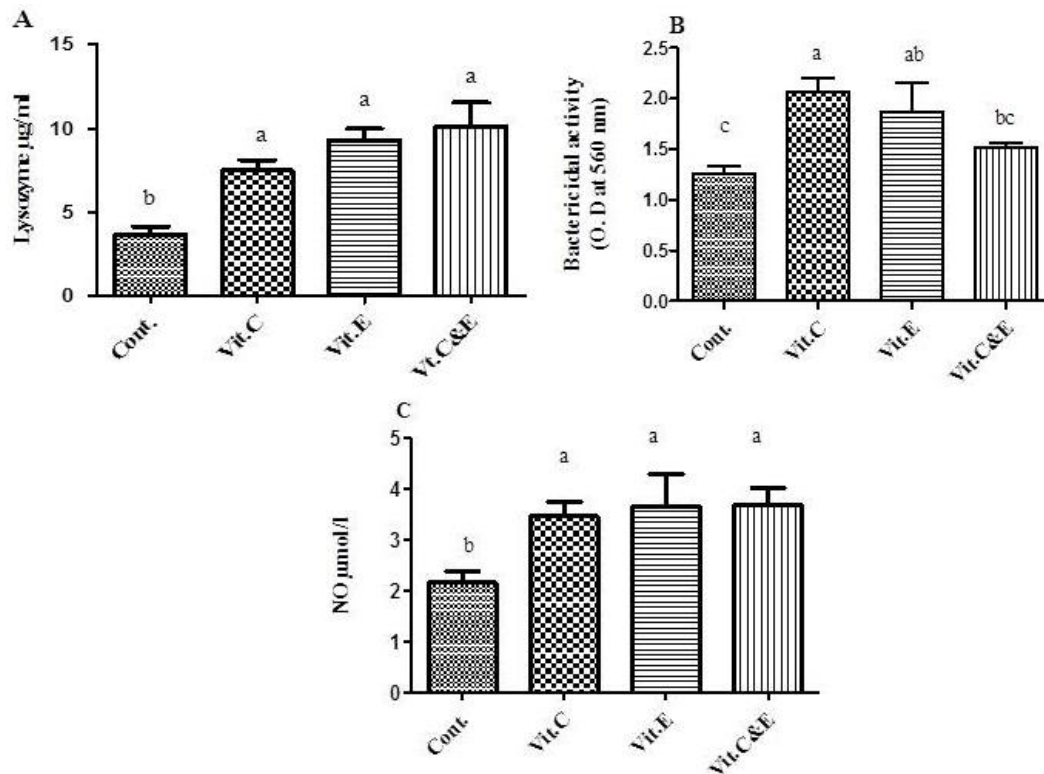 A
Lysozyme µg/ml
15
10
5
0
b
a
a
a
Cont.
Vit.C
Vit.E
Vt.C&E
B
Bactericidal activity
(O. D at 560 nm)
2.5
2.0
1.5
1.0
0.5
0.0
c
a
ab
bc
Cont.
Vit.C
Vit.E
Vit.C&E
C
NO µmol/l
5
4
3
2
1
0
b
a
a
a
Cont.
Vit.C
Vit.E
Vit.C&E